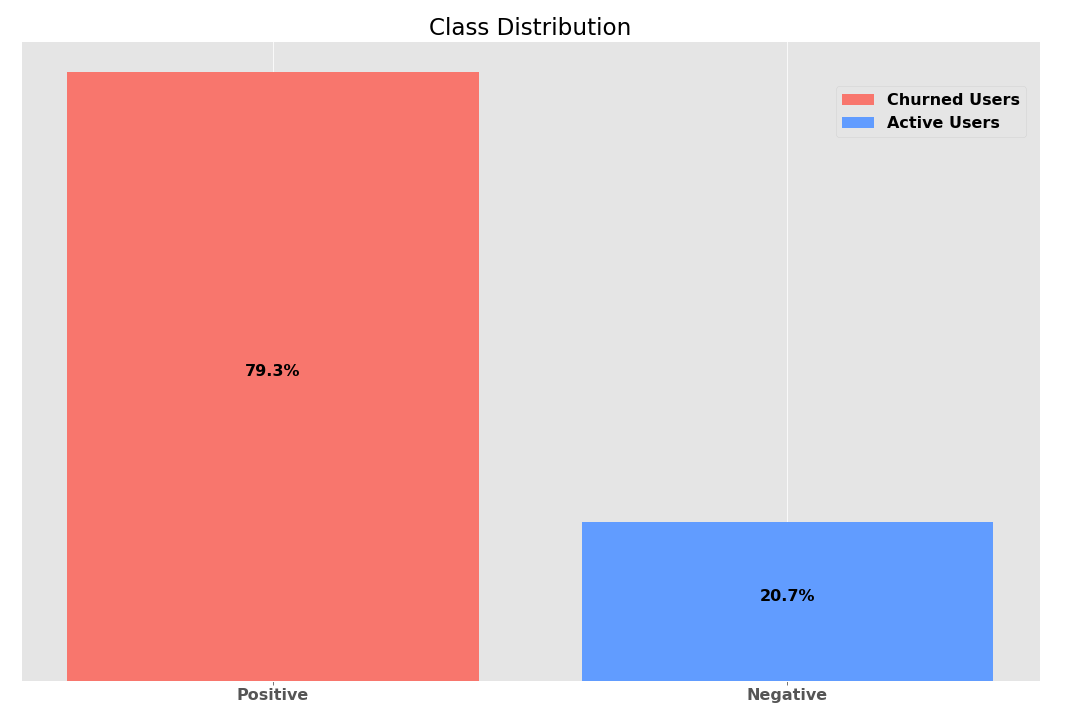 Class Distribution
Churned Users
Active Users
79.3%
20.7%
Positive
Negative